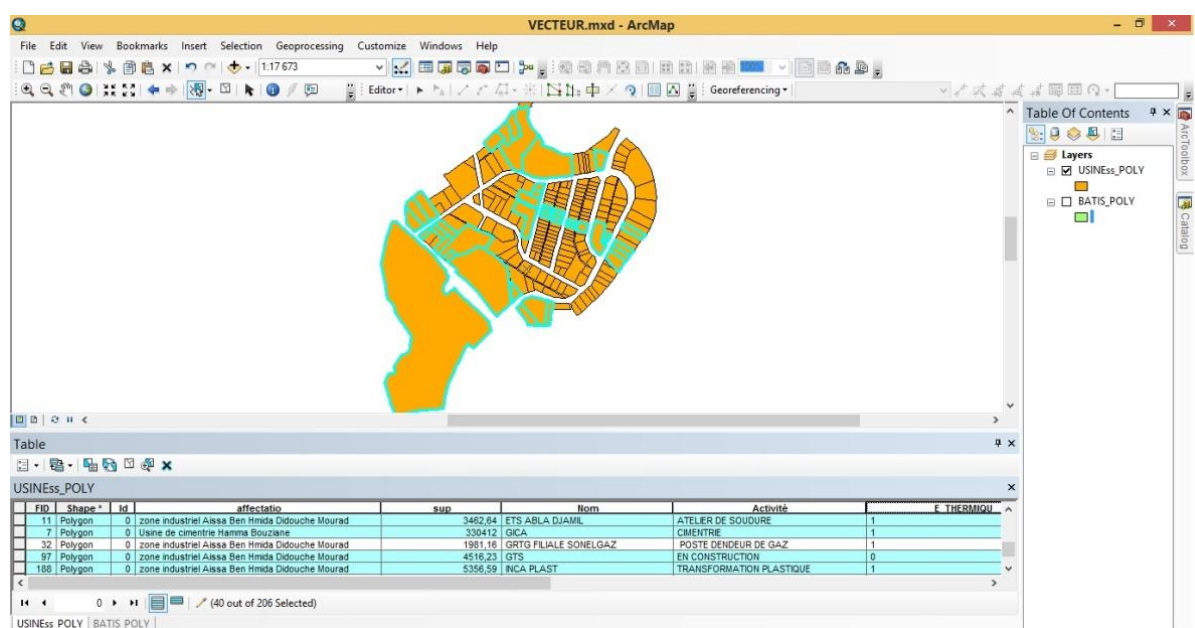 VECTEUR.mxd - ArcMap
File Edit View Bookmarks Insert Selection Geoprocessing Customize Windows Help
1:17 673
Editor Georeferencing
Table Of Contents
Layers
USINEss_POLY
BATIS_POLY
ArcToolbox
Catalog
Table
USINEss_POLY
FID Shape * Id affectatio sup Nom Activitè E_THERMIQU
11 Polygon 0 zone industriel Aissa Ben Hmida Didouche Mourad 3462,64 ETS ABLA DJAMIL ATELIER DE SOUDURE 1
7 Polygon 0 Usine de cimentrie Hamma Bouziane 330412 GICA CIMENTRIE 1
32 Polygon 0 zone industriel Aissa Ben Hmida Didouche Mourad 1981,16 GRTG FILIALE SONELGAZ POSTE DENDEUR DE GAZ 1
97 Polygon 0 zone industriel Aissa Ben Hmida Didouche Mourad 4516,23 GTS EN CONSTRUCTION 0
188 Polygon 0 zone industriel Aissa Ben Hmida Didouche Mourad 5356,59 INCA PLAST TRANSFORMATION PLASTIQUE 1
0 (40 out of 206 Selected)
USINEss_POLY BATIS_POLY